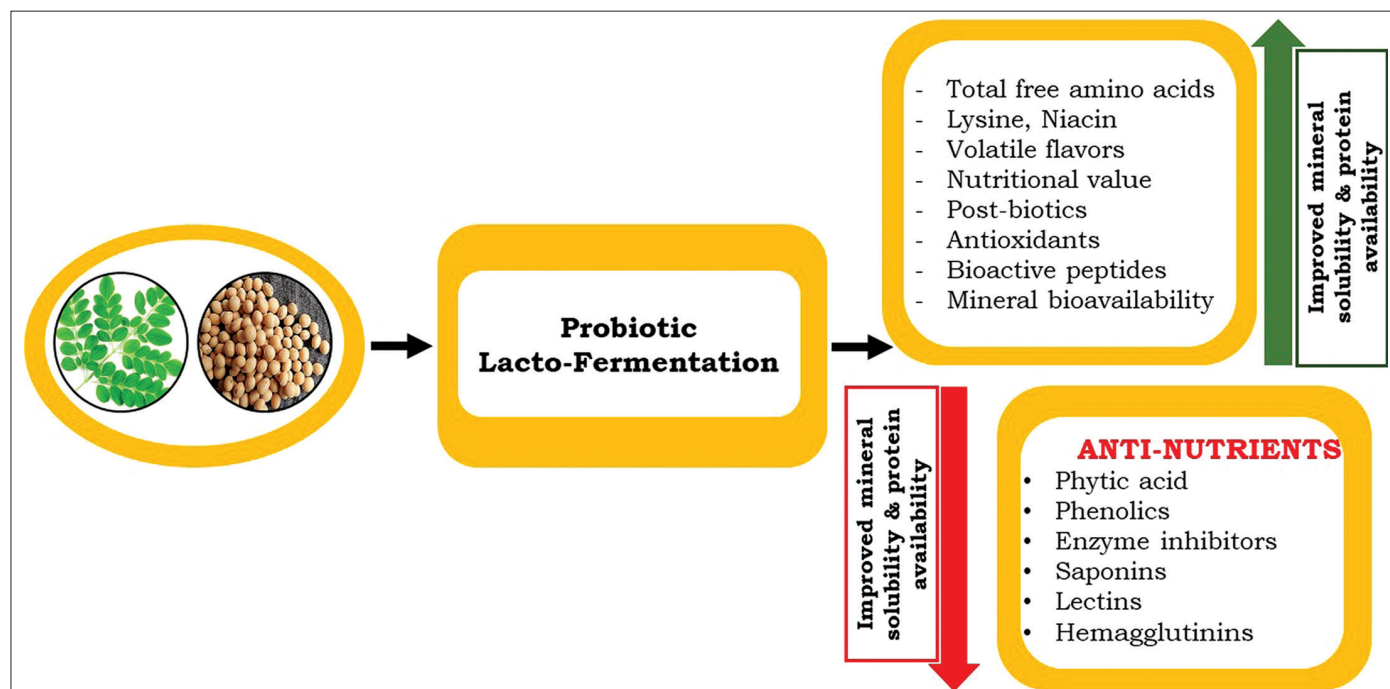 Probiotic
Lacto-Fermentation
- Total free amino acids
- Lysine, Niacin
- Volatile flavors
- Nutritional value
- Post-biotics
- Antioxidants
- Bioactive peptides
- Mineral bioavailability
Improved mineral
solubility & protein
availability
Improved mineral
solubility & protein
availability
ANTI-NUTRIENTS
• Phytic acid
• Phenolics
• Enzyme inhibitors
• Saponins
• Lectins
• Hemagglutinins